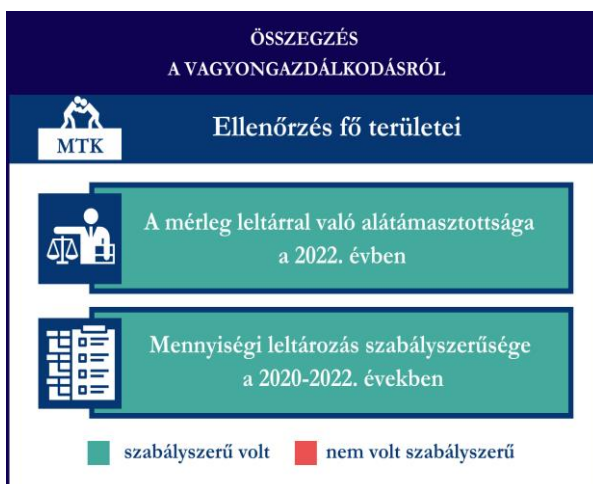 ÖSSZEGZÉS
A VAGYONGAZDÁLKODÁSRÓL
MTK
Ellenőrzés fő területei
A mérleg leltárral való alátámasztottsága
a 2022. évben
Mennyiségi leltározás szabályszerűsége
a 2020-2022. években
szabályszerű volt
nem volt szabályszerű